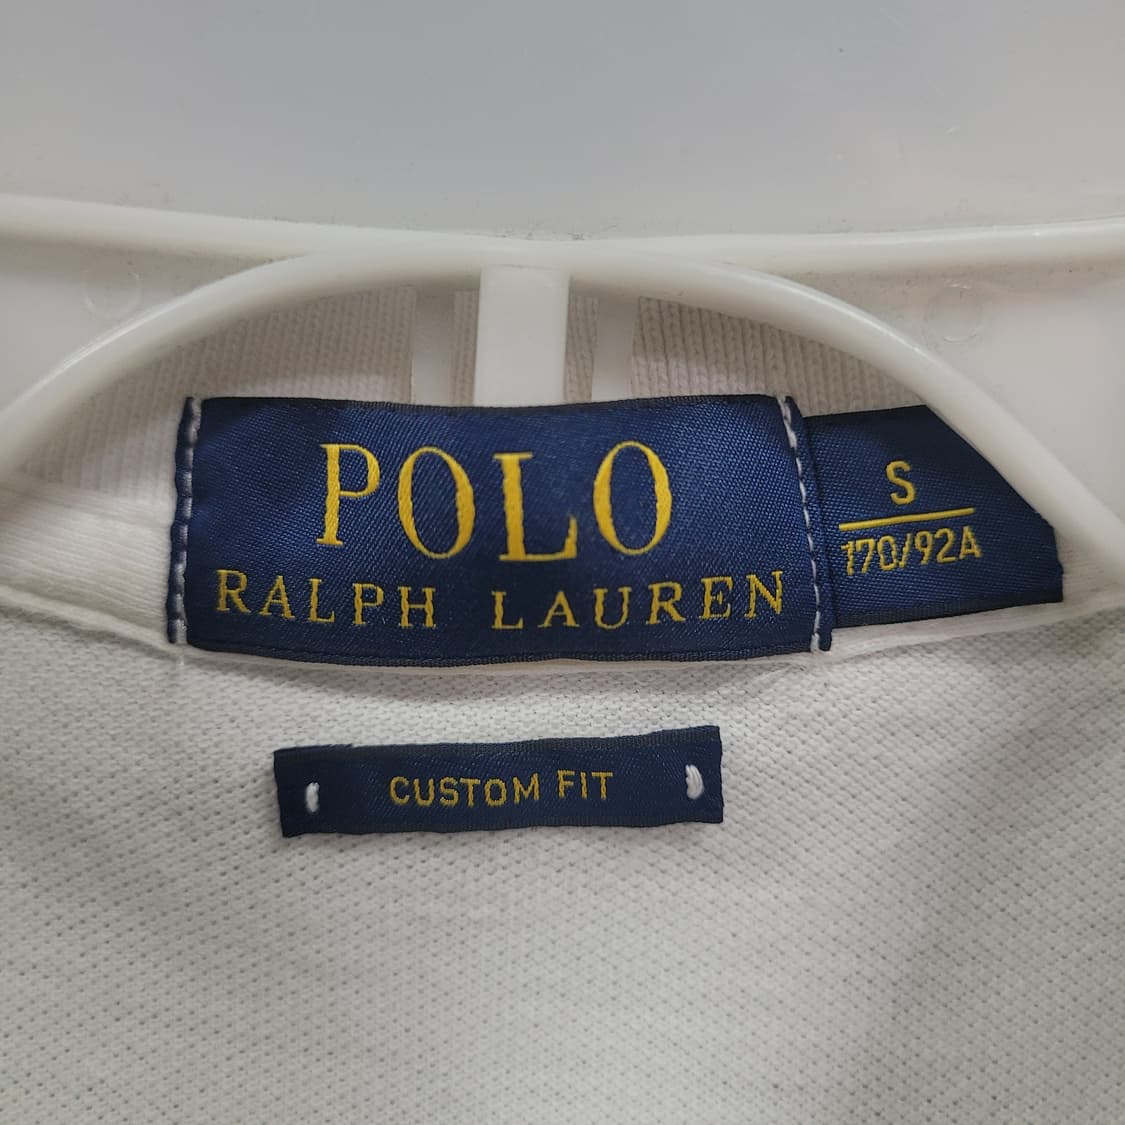 POLO
RALPH LAUREN
S
170/92A
CUSTOM FIT